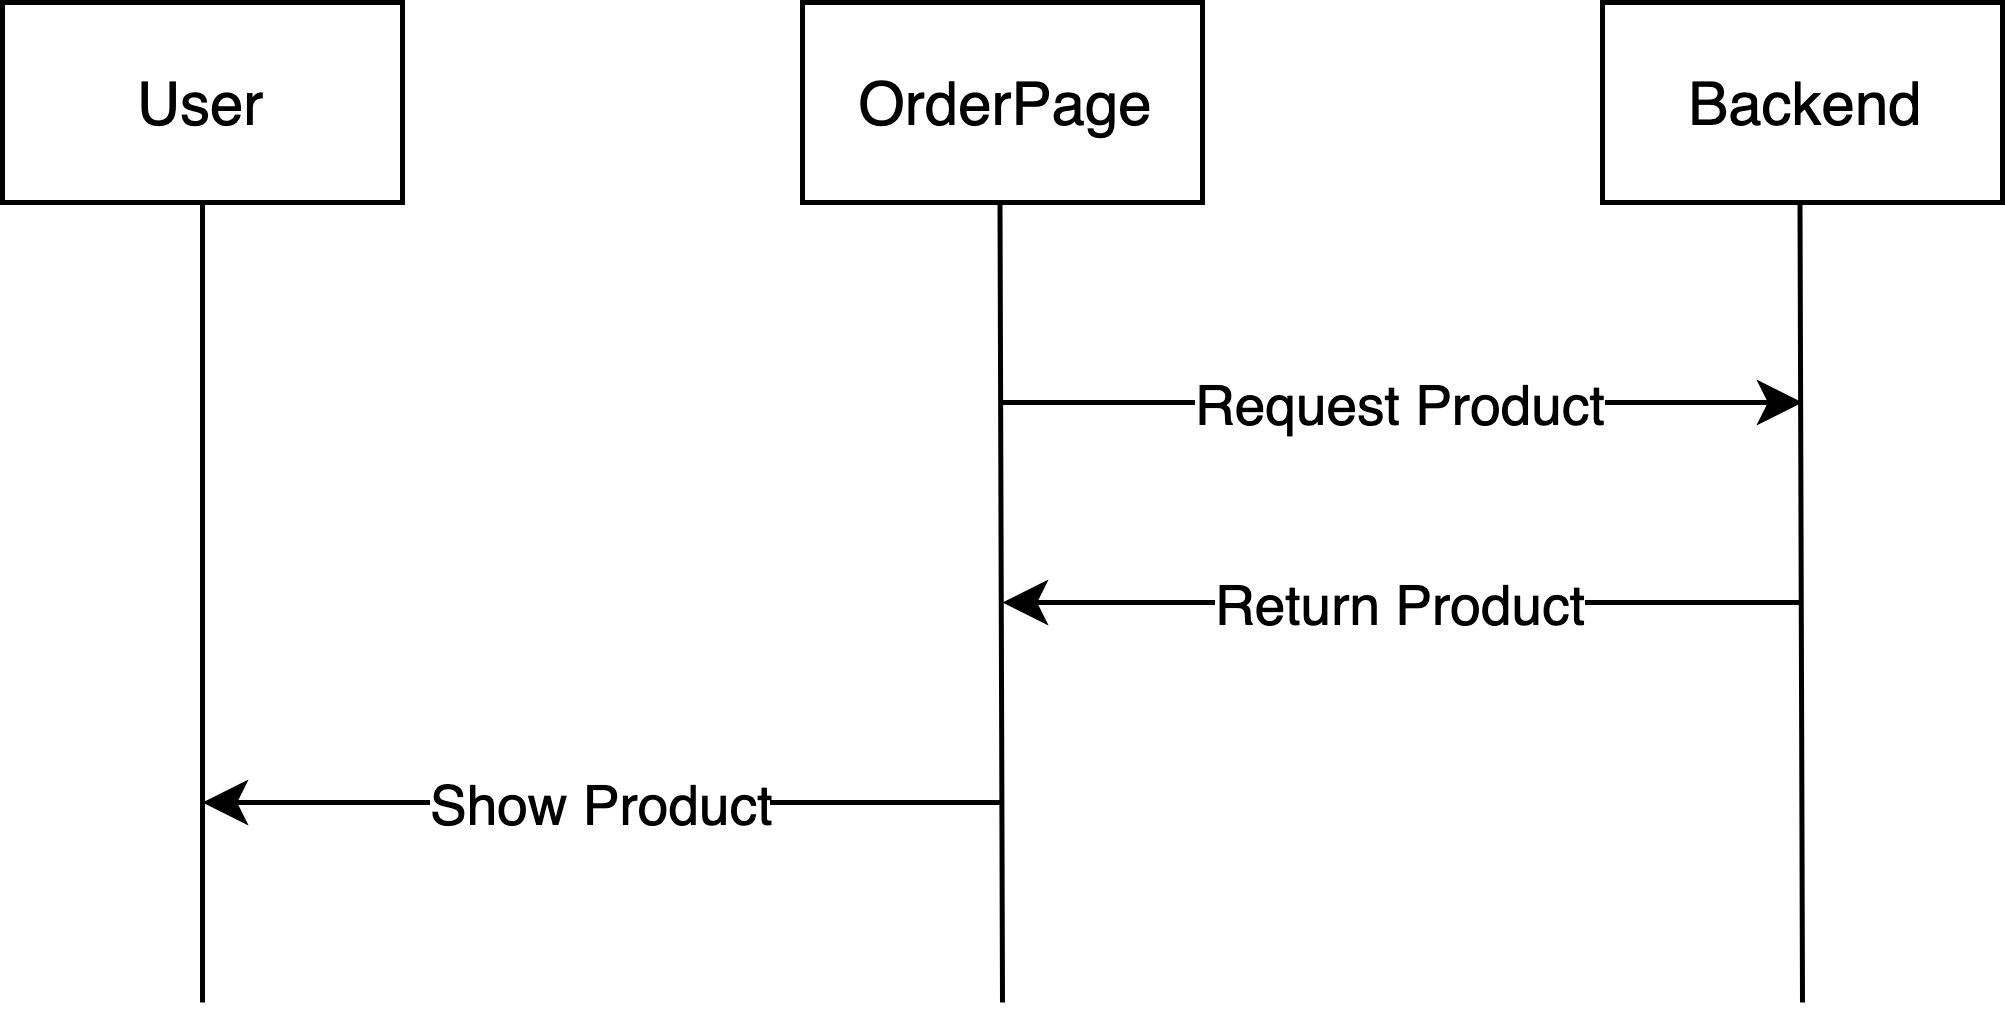 User
OrderPage
Backend
Request Product
Return Product
Show Product